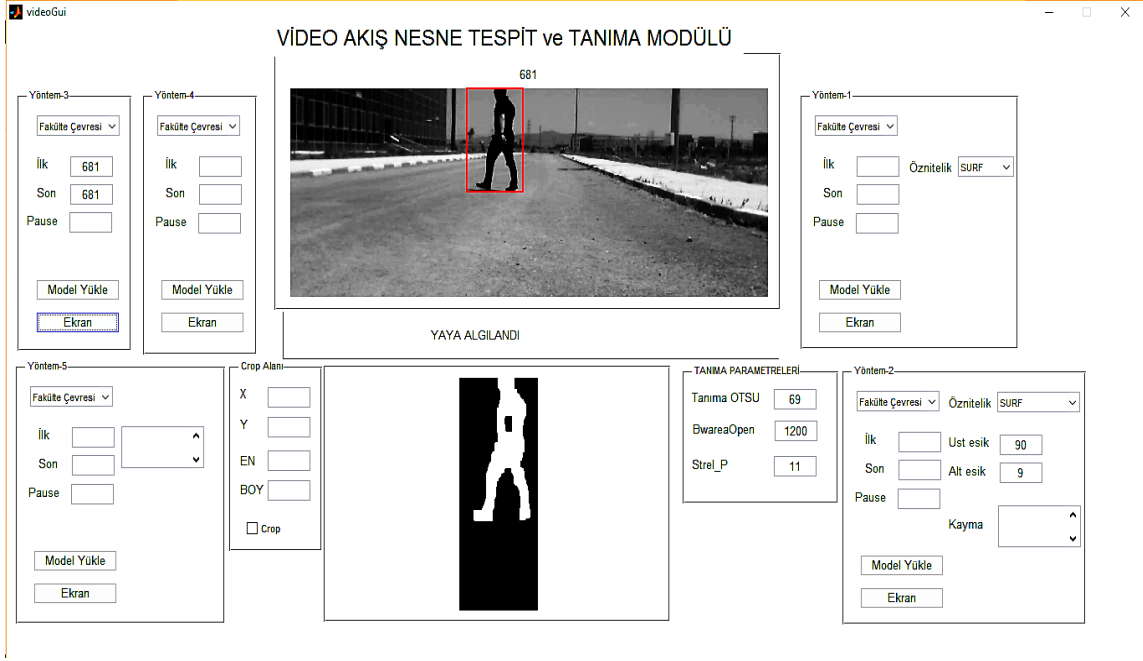 videoGui
VİDEO AKIŞ NESNE TESPİT ve TANIMA MODÜLÜ
681
Yöntem-3
Fakülte Çevresi
İlk 681
Son 681
Pause
Model Yükle
Ekran
Yöntem-4
Fakülte Çevresi
İlk
Son
Pause
Model Yükle
Ekran
YAYA ALGILANDI
Yöntem-1
Fakülte Çevresi
İlk Öznitelik SURF
Son
Pause
Model Yükle
Ekran
Yöntem-5
Fakülte Çevresi
İlk
Son
Pause
Model Yükle
Ekran
Crop Alanı
X
Y
EN
BOY
Crop
TANIMA PARAMETRELERİ
Tanıma OTSU 69
BwareaOpen 1200
Strel_P 11
Yöntem-2
Fakülte Çevresi Öznitelik SURF
İlk Ust esik 90
Son Alt esik 9
Pause
Kayma
Model Yükle
Ekran